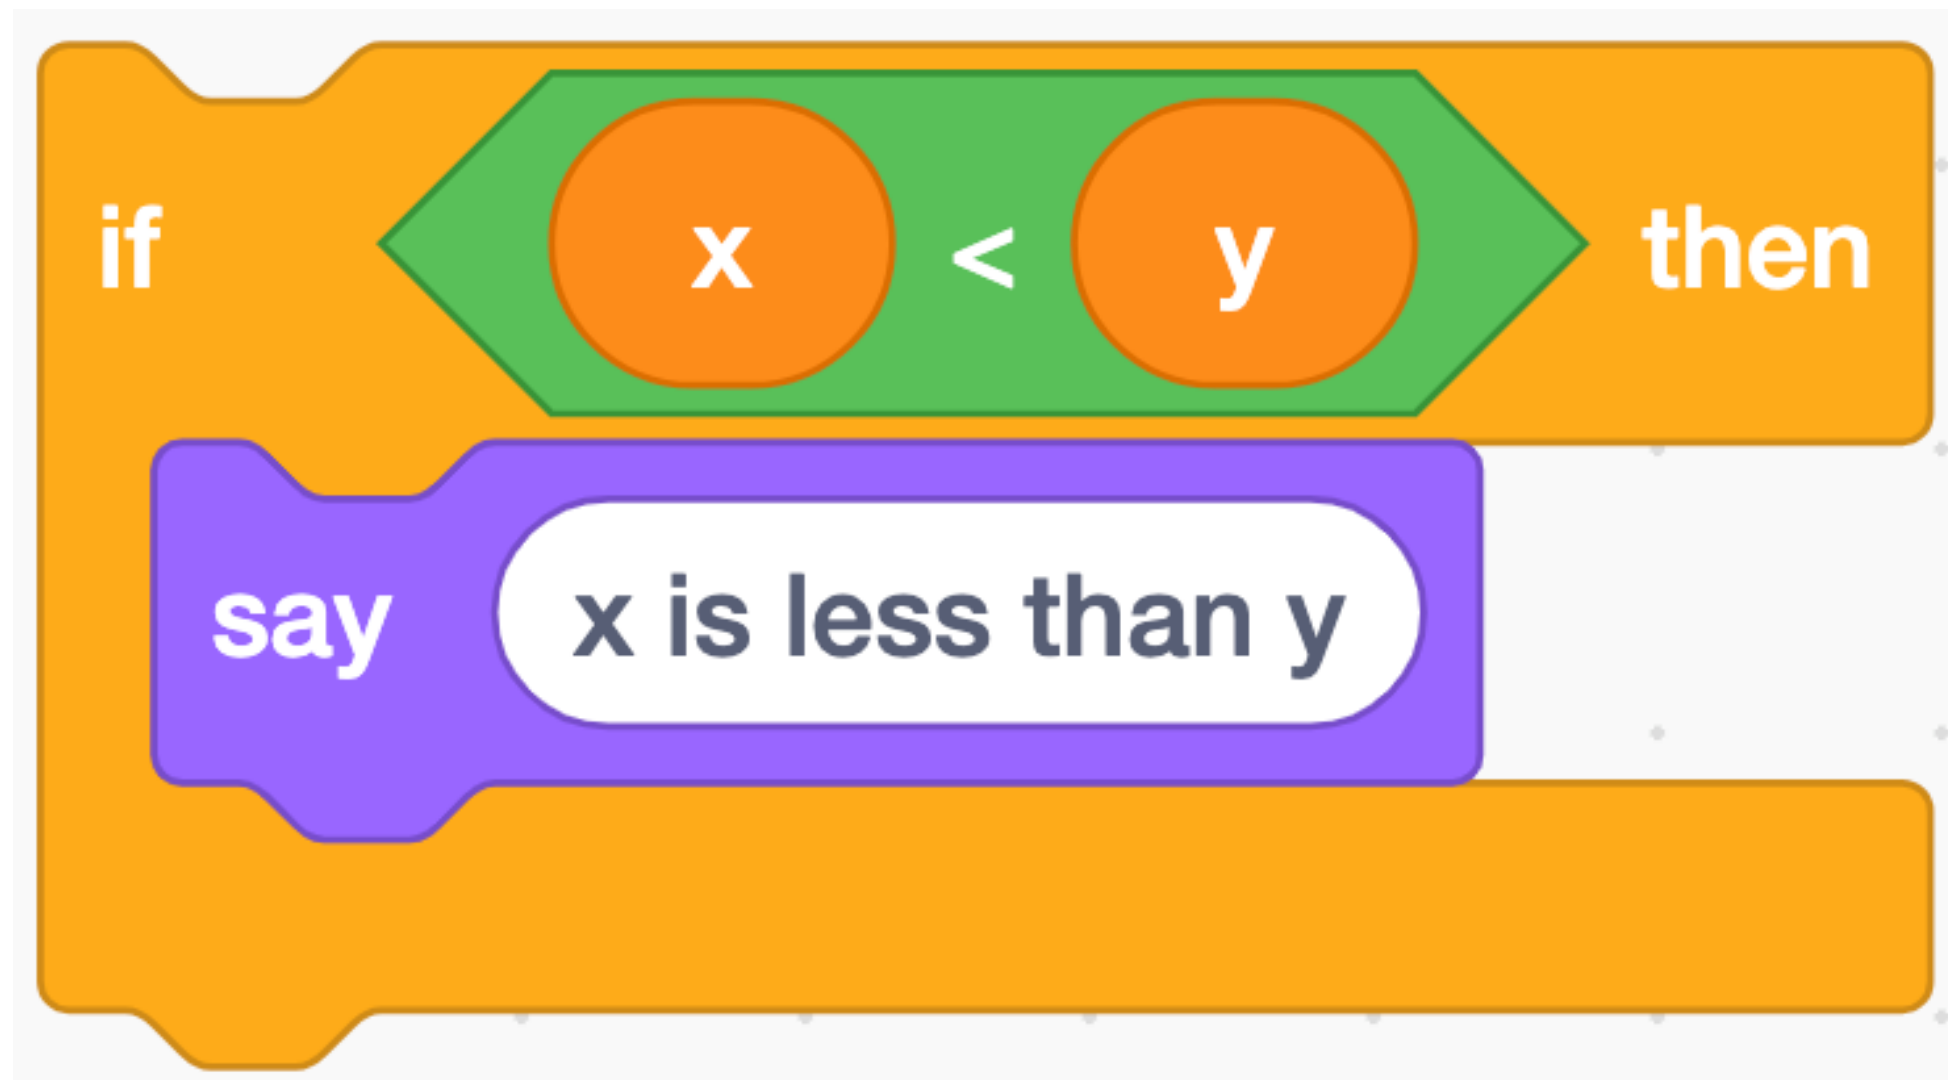 if x < y then
say x is less than y